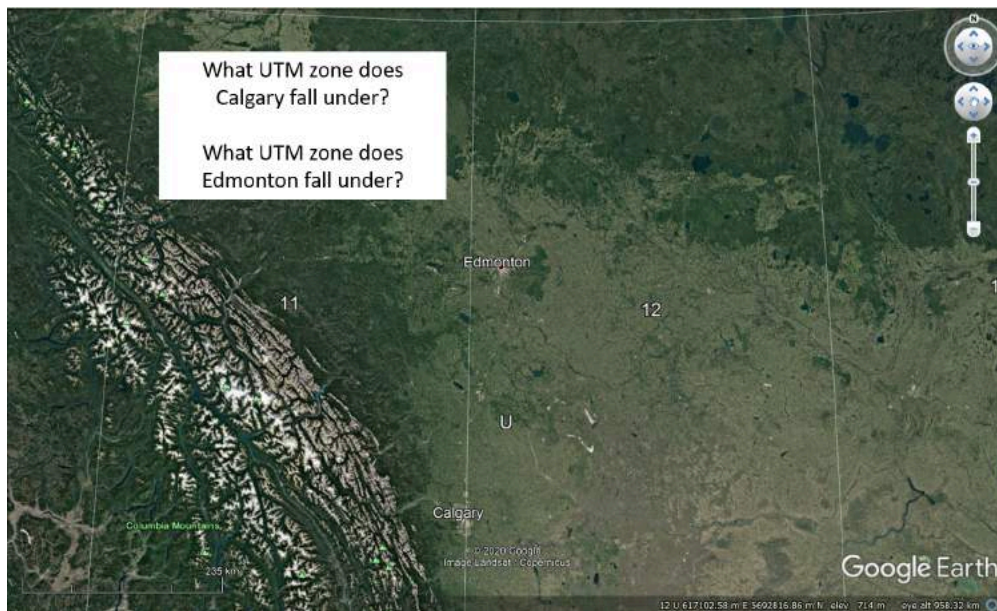 What UTM zone does
Calgary fall under?
What UTM zone does
Edmonton fall under?
N
Edmonton
11
12
1
U
Calgary
Columbia Mountains
235 km
© 2020 Google
Image Landsat / Copernicus
Google Earth
12 U 617102.58 m E 5692816.86 m N elev 714 m eye alt 958.32 km